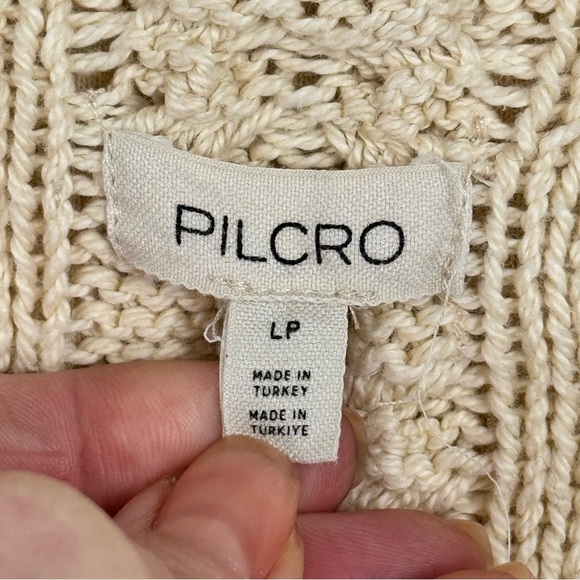 PILCRO
LP
MADE IN
TURKEY
MADE IN
TÜRKIYE